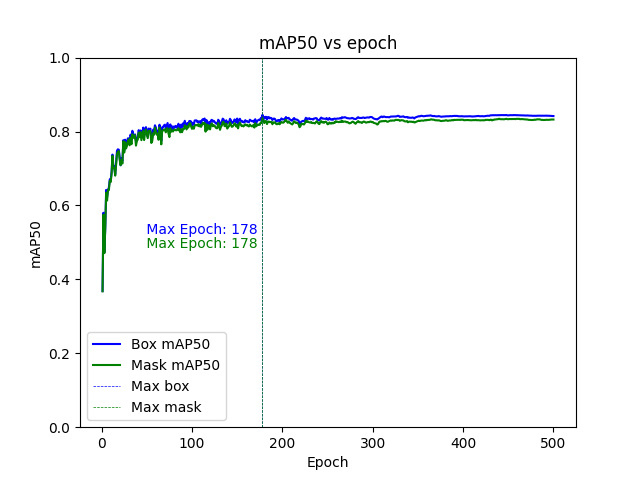 mAP50 vs epoch
1.0
0.8
0.6
0.4
0.2
0.0
mAP50
Max Epoch: 178
Max Epoch: 178
Box mAP50
Mask mAP50
Max box
Max mask
0 100 200 300 400 500
Epoch